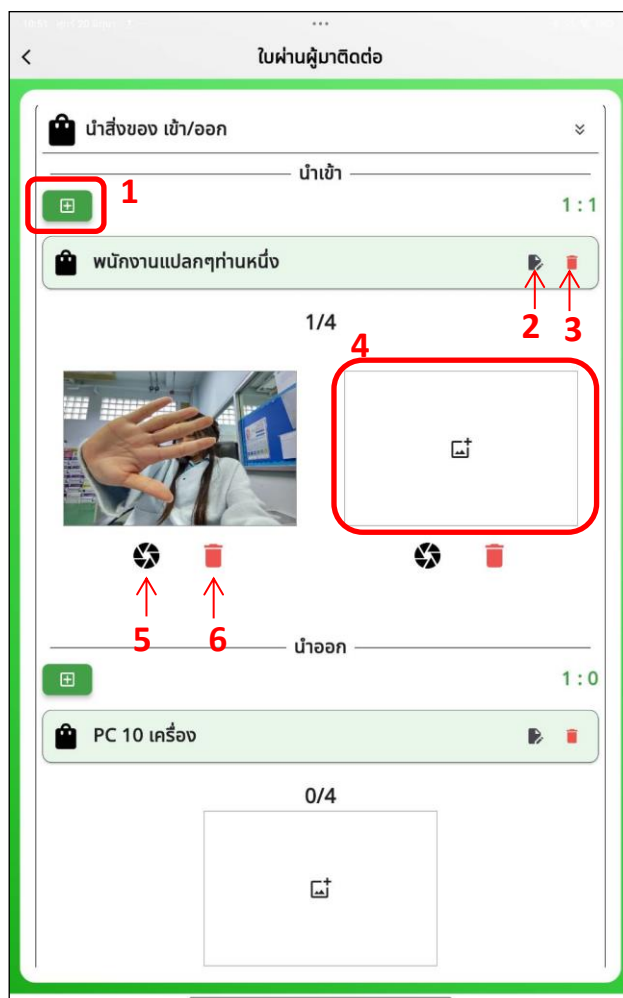 ใบผ่านผู้มาติดต่อ
นำสิ่งของ เข้า/ออก
นำเข้า
1
1 : 1
พนักงานแปลกๆท่านหนึ่ง
2
3
1/4
4
5
6
นำออก
1 : 0
PC 10 เครื่อง
0/4